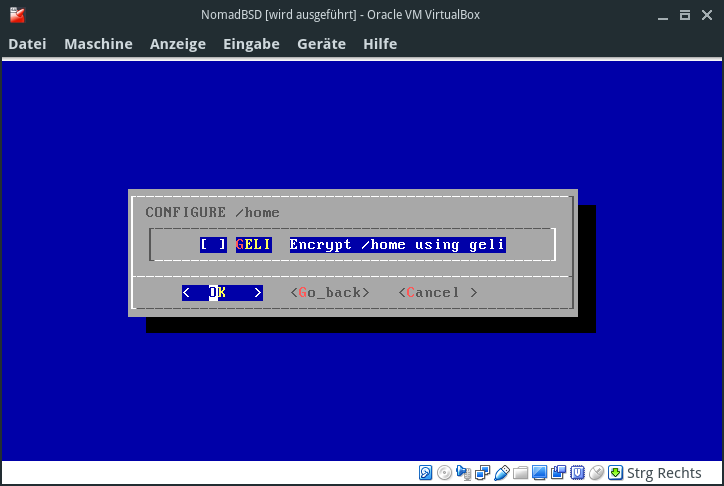 NomadBSD [wird ausgeführt] - Oracle VM VirtualBox
Datei Maschine Anzeige Eingabe Geräte Hilfe
CONFIGURE /home
[ ] GELI Encrypt /home using geli
< OK > <Go_back> <Cancel >
Strg Rechts